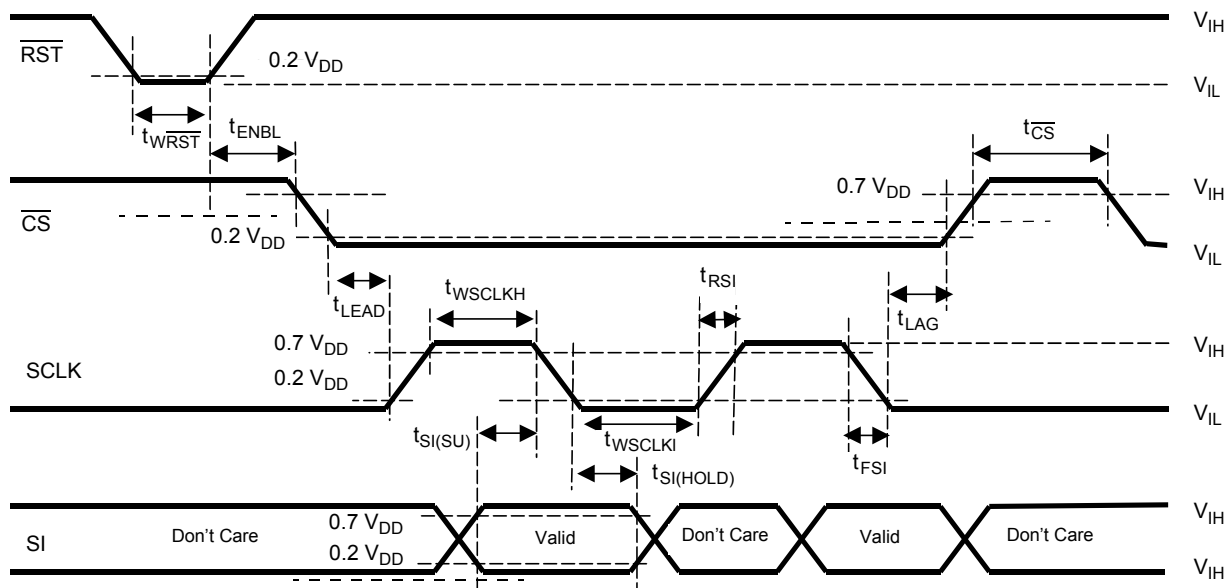 V_IH
RST
0.2 V_DD
V_IL
t_WRST
t_ENBL
t_CS
0.7 V_DD
V_IH
CS
0.2 V_DD
V_IL
t_LEAD
t_WSCLKH
t_RSI
t_LAG
0.7 V_DD
V_IH
SCLK
0.2 V_DD
V_IL
t_SI(SU)
t_WSCLKl
t_FSI
t_SI(HOLD)
V_IH
SI
Don't Care
0.7 V_DD
Valid
Don't Care
Valid
Don't Care
0.2 V_DD
V_IH